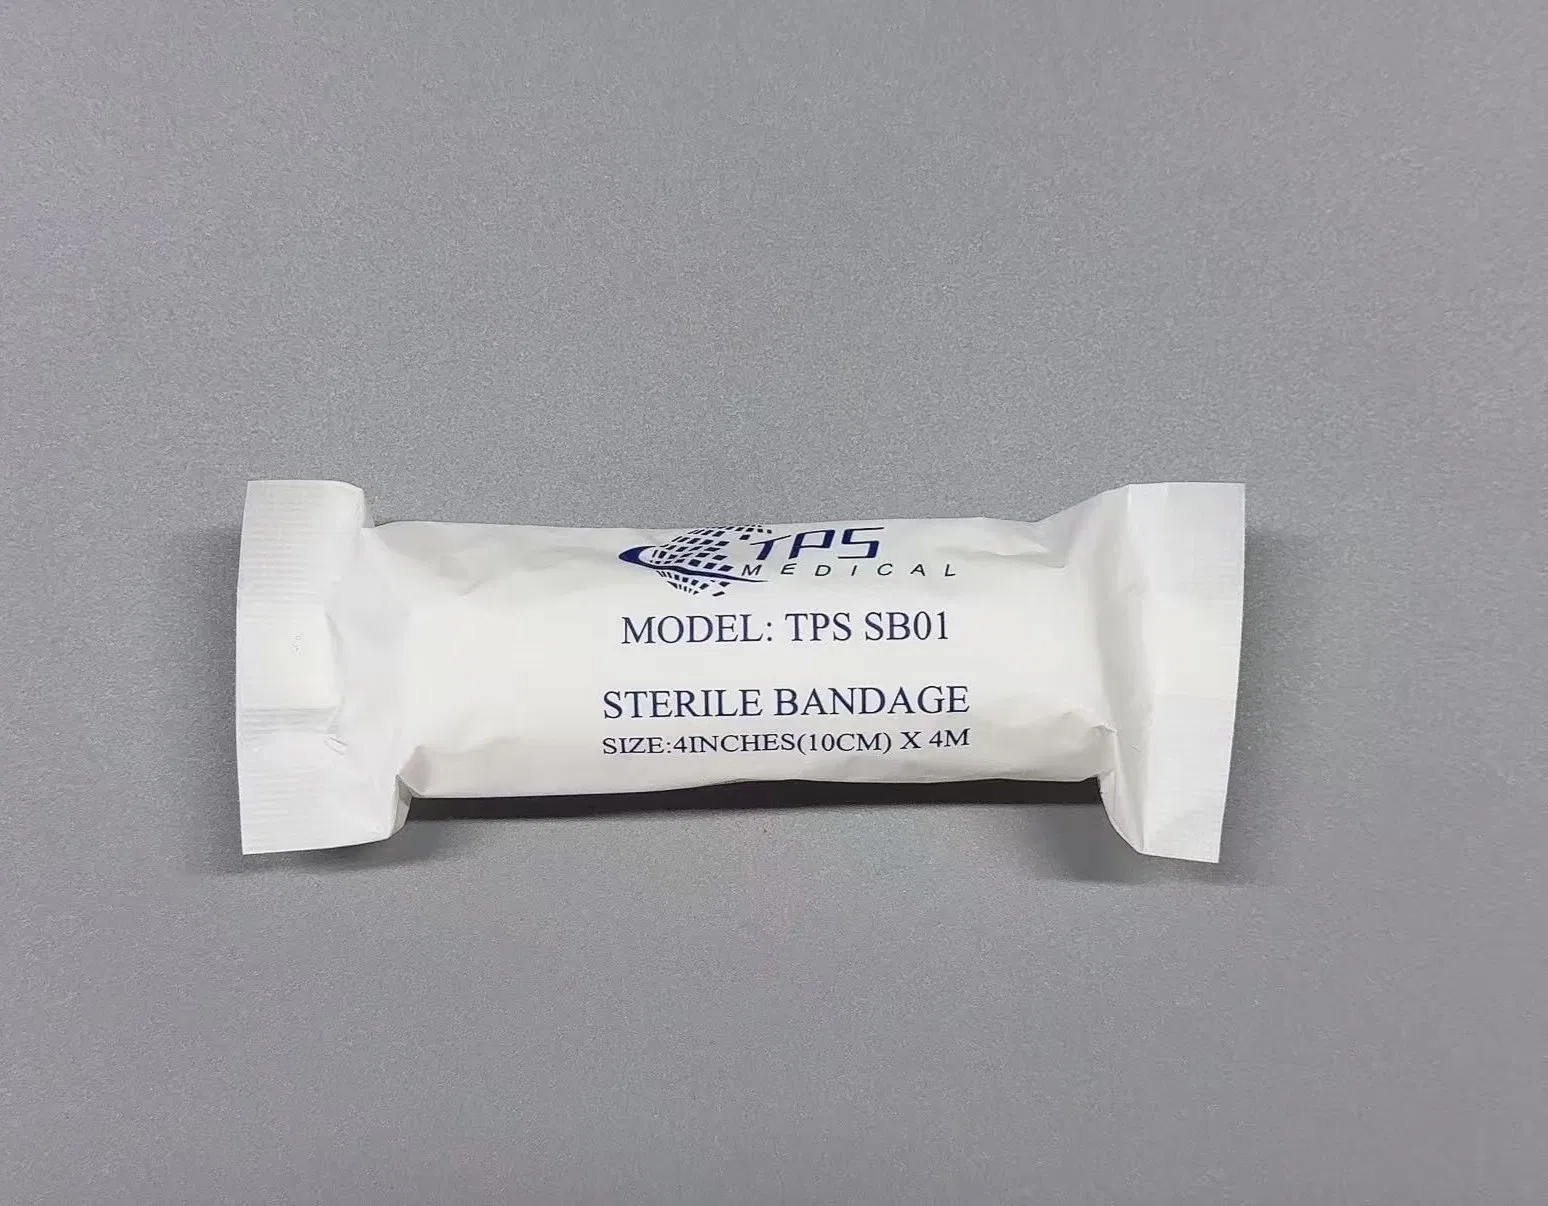 TPS
MEDICAL
MODEL: TPS SB01
STERILE BANDAGE
SIZE:4INCHES(10CM) X 4M